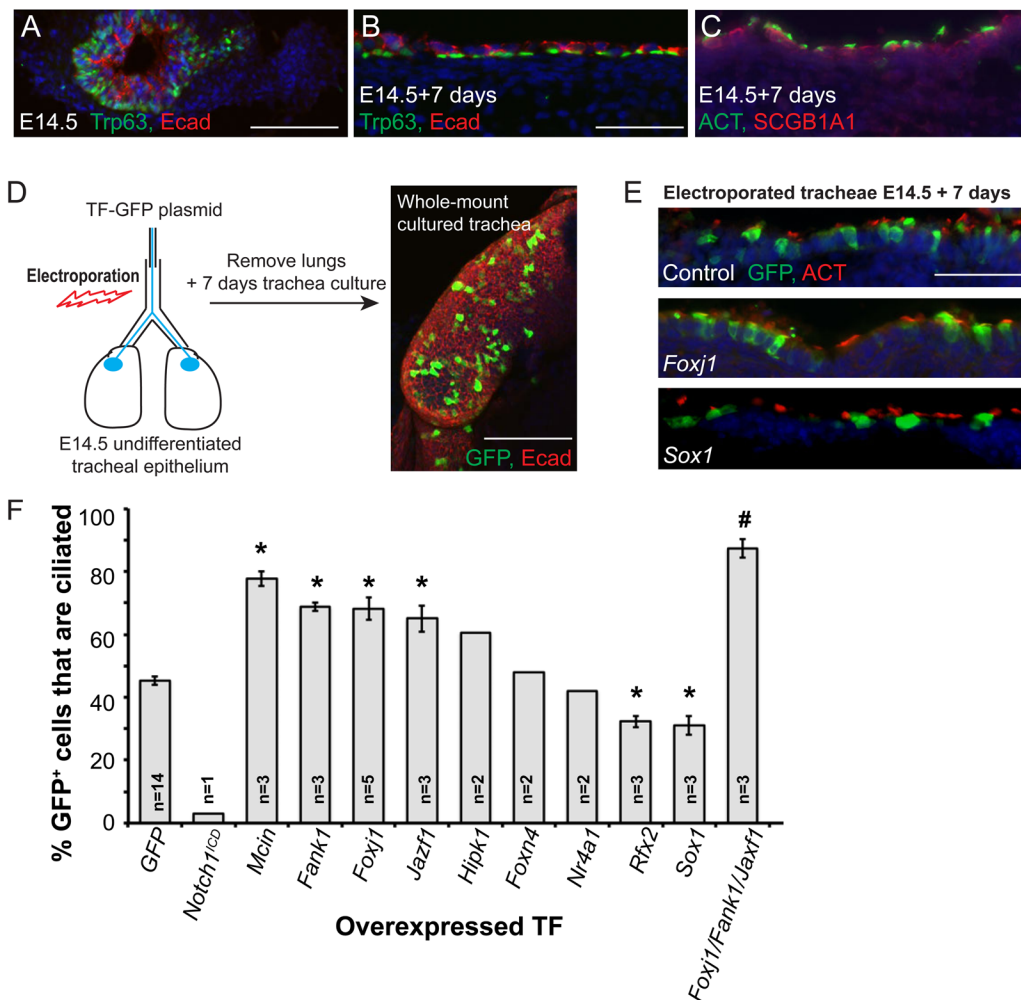 A
E14.5 Trp63, Ecad
B
E14.5+7 days
Trp63, Ecad
C
E14.5+7 days
ACT, SCGB1A1
D
TF-GFP plasmid
Electroporation
E14.5 undifferentiated
tracheal epithelium
Remove lungs
+ 7 days trachea culture
Whole-mount
cultured trachea
GFP, Ecad
E
Electroporated tracheae E14.5 + 7 days
Control GFP, ACT
Foxj1
Sox1
F
% GFP+ cells that are ciliated
100
80
60
40
20
0
n=14
n=1
n=3
n=3
n=5
n=3
n=2
n=2
n=2
n=3
n=3
n=3
*
*
*
*
*
*
#
GFP
Notch1ICD
Mcin
Fank1
Foxj1
Jazf1
Hipk1
Foxn4
Nr4a1
Rfx2
Sox1
Foxj1/Fank1/Jaxf1
Overexpressed TF